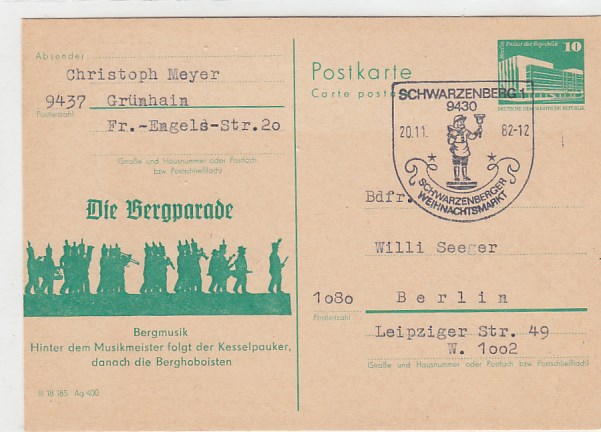 Absender
Christoph Meyer
9437 Grünhain
Postleitzahl
Fr.-Engels-Str.2o
(Straße und Hausnummer oder Postfach
bzw. Postschließfach)
Die Bergparade
Bergmusik
Hinter dem Musikmeister folgt der Kesselpauker,
danach die Berghoboisten
III 18 185 Ag 400
Postkarte
Carte postale
Berlin Palast der Republik 10
DEUTSCHE DEMOKRATISCHE REPUBLIK
SCHWARZENBERG 1
9430
20.11. 82-12
SCHWARZENBERGER
WEIHNACHTSMARKT
Bdfr.
Willi Seeger
1o8o Berlin
Postleitzahl
Leipziger Str. 49
W. 1oo2
(Straße und Hausnummer oder Postfach bzw. Postschließfach)